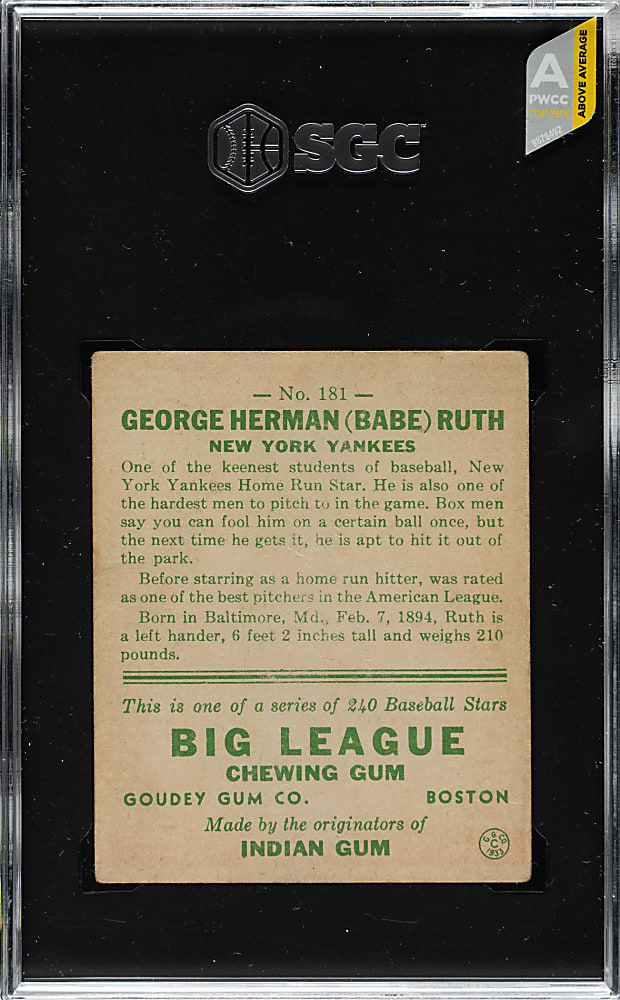 A
PWCC
TOP 30%
ABOVE AVERAGE
SGC
— No. 181 —
GEORGE HERMAN (BABE) RUTH
NEW YORK YANKEES
One of the keenest students of baseball, New
York Yankees Home Run Star. He is also one of
the hardest men to pitch to in the game. Box men
say you can fool him on a certain ball once, but
the next time he gets it, he is apt to hit it out of
the park.
Before starring as a home run hitter, was rated
as one of the best pitchers in the American League.
Born in Baltimore, Md., Feb. 7, 1894, Ruth is
a left hander, 6 feet 2 inches tall and weighs 210
pounds.
This is one of a series of 240 Baseball Stars
BIG LEAGUE
CHEWING GUM
GOUDEY GUM CO. BOSTON
Made by the originators of
INDIAN GUM
G. G. CO.
C
1933